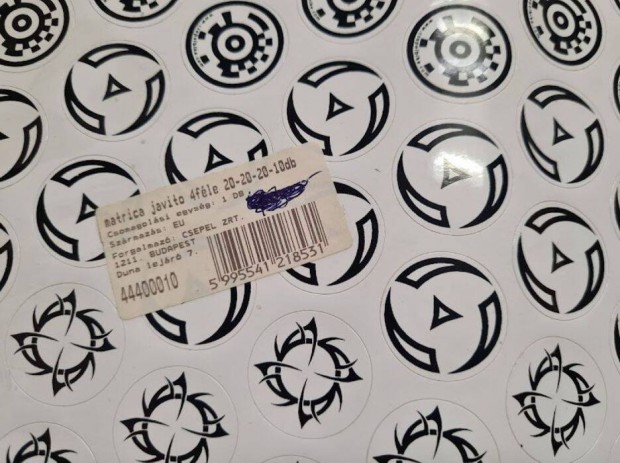 matrica javito 4féle 20-20-20-10db
Csomagolási egység: 1 DB
Származás: EU
Forgalmazó: CSEPEL ZRT.
1211. BUDAPEST
Duna lejáró 7.
44400010
5 995541 218531